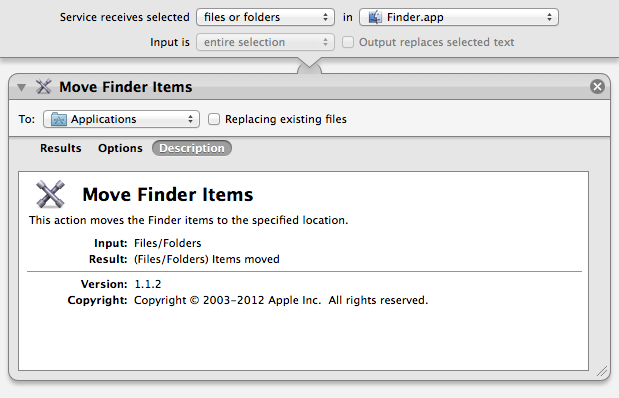 Service receives selected files or folders in Finder.app
Input is entire selection Output replaces selected text
Move Finder Items
To: Applications Replacing existing files
Results Options Description
Move Finder Items
This action moves the Finder items to the specified location.
Input: Files/Folders
Result: (Files/Folders) Items moved
Version: 1.1.2
Copyright: Copyright © 2003-2012 Apple Inc.  All rights reserved.